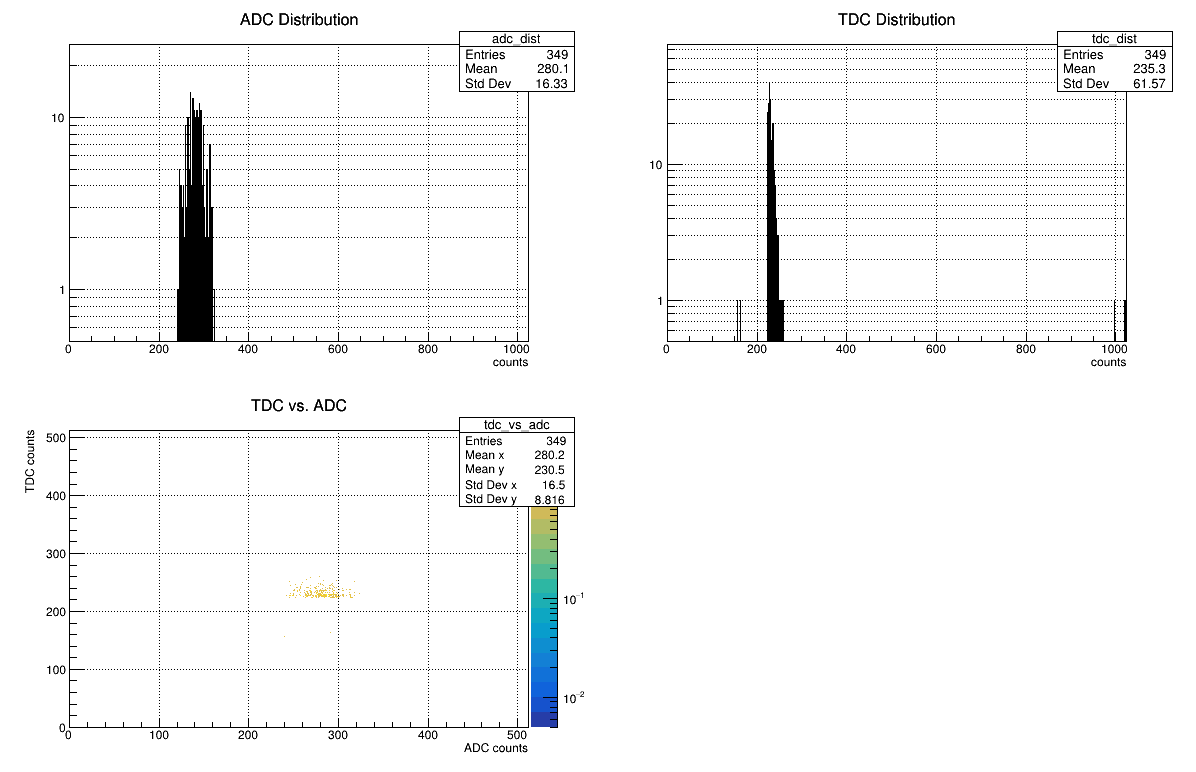 ADC Distribution
adc_dist
Entries 349
Mean 280.1
Std Dev 16.33
10
1
0 200 400 600 800 1000
counts
TDC Distribution
tdc_dist
Entries 349
Mean 235.3
Std Dev 61.57
10
1
0 200 400 600 800 1000
counts
TDC vs. ADC
tdc_vs_adc
Entries 349
Mean x 280.2
Mean y 230.5
Std Dev x 16.5
Std Dev y 8.816
TDC counts
500
400
300
200
100
0
0 100 200 300 400 500
ADC counts
10⁻¹
10⁻²